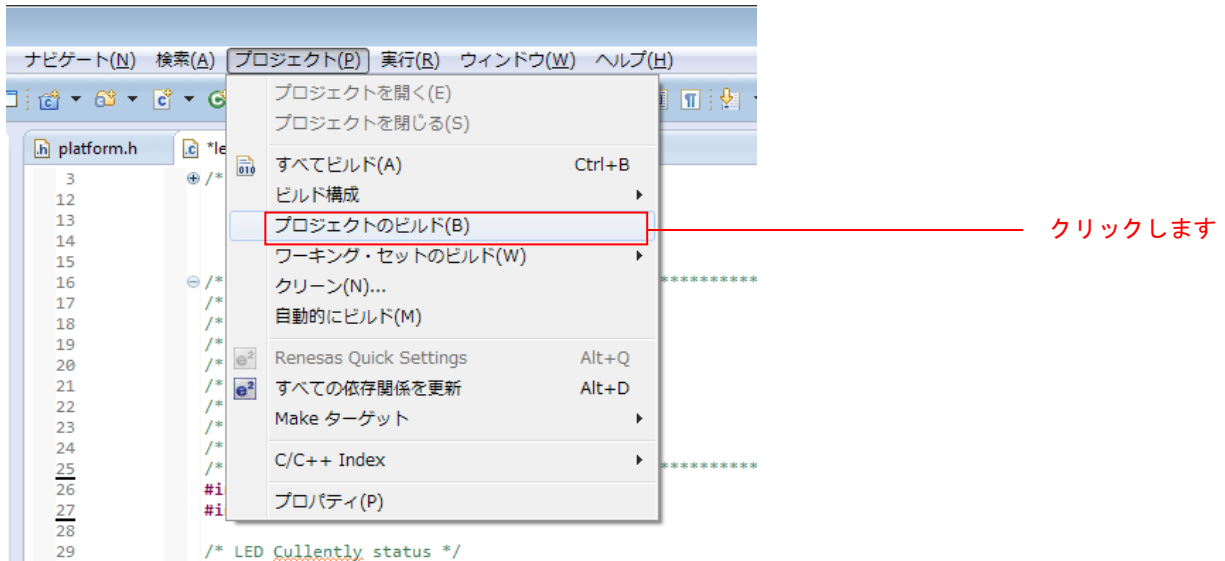 ナビゲート(N) 検索(A) プロジェクト(P) 実行(R) ウィンドウ(W) ヘルプ(H)
プロジェクトを開く(E)
プロジェクトを閉じる(S)
platform.h
*le
すべてビルド(A) Ctrl+B
ビルド構成
プロジェクトのビルド(B)
クリックします
ワーキング・セットのビルド(W)
クリーン(N)...
自動的にビルド(M)
Renesas Quick Settings Alt+Q
すべての依存関係を更新 Alt+D
Make ターゲット
C/C++ Index
プロパティ(P)
3 /*
12
13
14
15
16 /* **********
17 /*
18 /*
19 /*
20 /*
21 /*
22 /*
23 /*
24 /*
25 /* **********
26 #i
27 #i
28
29 /* LED Cullently status */